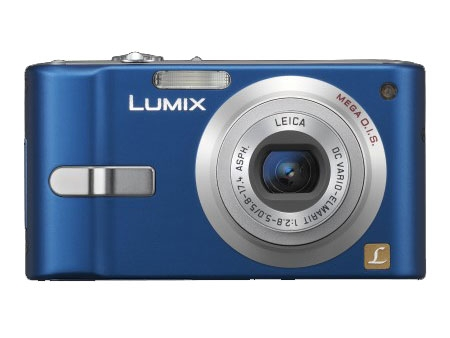 LUMIX
MEGA O.I.S.
LEICA
DC VARIO-ELMARIT 1:2.8-5.0/5.8-17.4 ASPH.
L